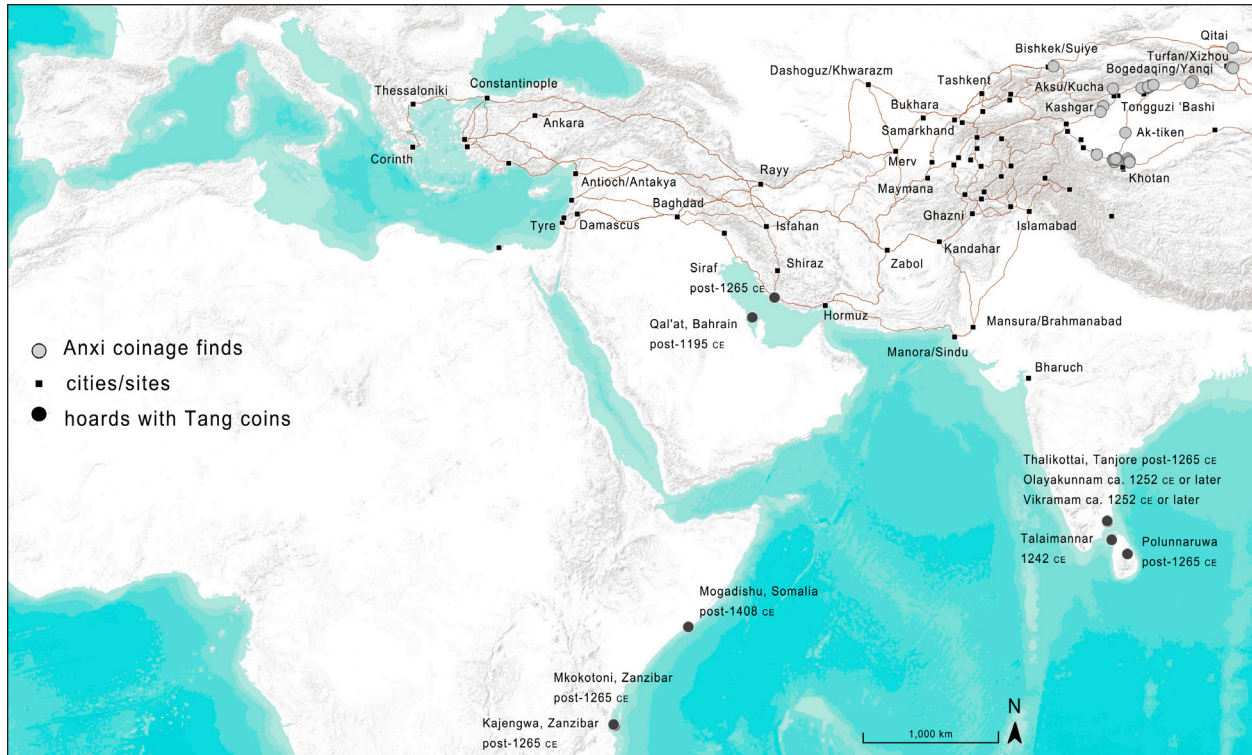 Qitai
Bishkek/Suiye
Turfan/Xizhou
Dashoguz/Khwarazm
Bogedaqing/Yanqi
Tashkent
Aksu/Kucha
Constantinople
Thessaloniki
Bukhara
Kashgar
Tongguzi 'Bashi
Ankara
Samarkhand
Ak-tiken
Corinth
Merv
Rayy
Khotan
Antioch/Antakya
Maymana
Baghdad
Ghazni
Tyre
Damascus
Isfahan
Islamabad
Kandahar
Zabol
Shiraz
Siraf
post-1265 CE
Hormuz
Qal'at, Bahrain
post-1195 CE
Mansura/Brahmanabad
Manora/Sindu
Anxi coinage finds
cities/sites
hoards with Tang coins
Bharuch
Thalikottai, Tanjore post-1265 CE
Olayakunnam ca. 1252 CE or later
Vikramam ca. 1252 CE or later
Talaimannar
1242 CE
Polunnaruwa
post-1265 CE
Mogadishu, Somalia
post-1408 CE
Mkokotoni, Zanzibar
post-1265 CE
Kajengwa, Zanzibar
post-1265 CE
N
1,000 km